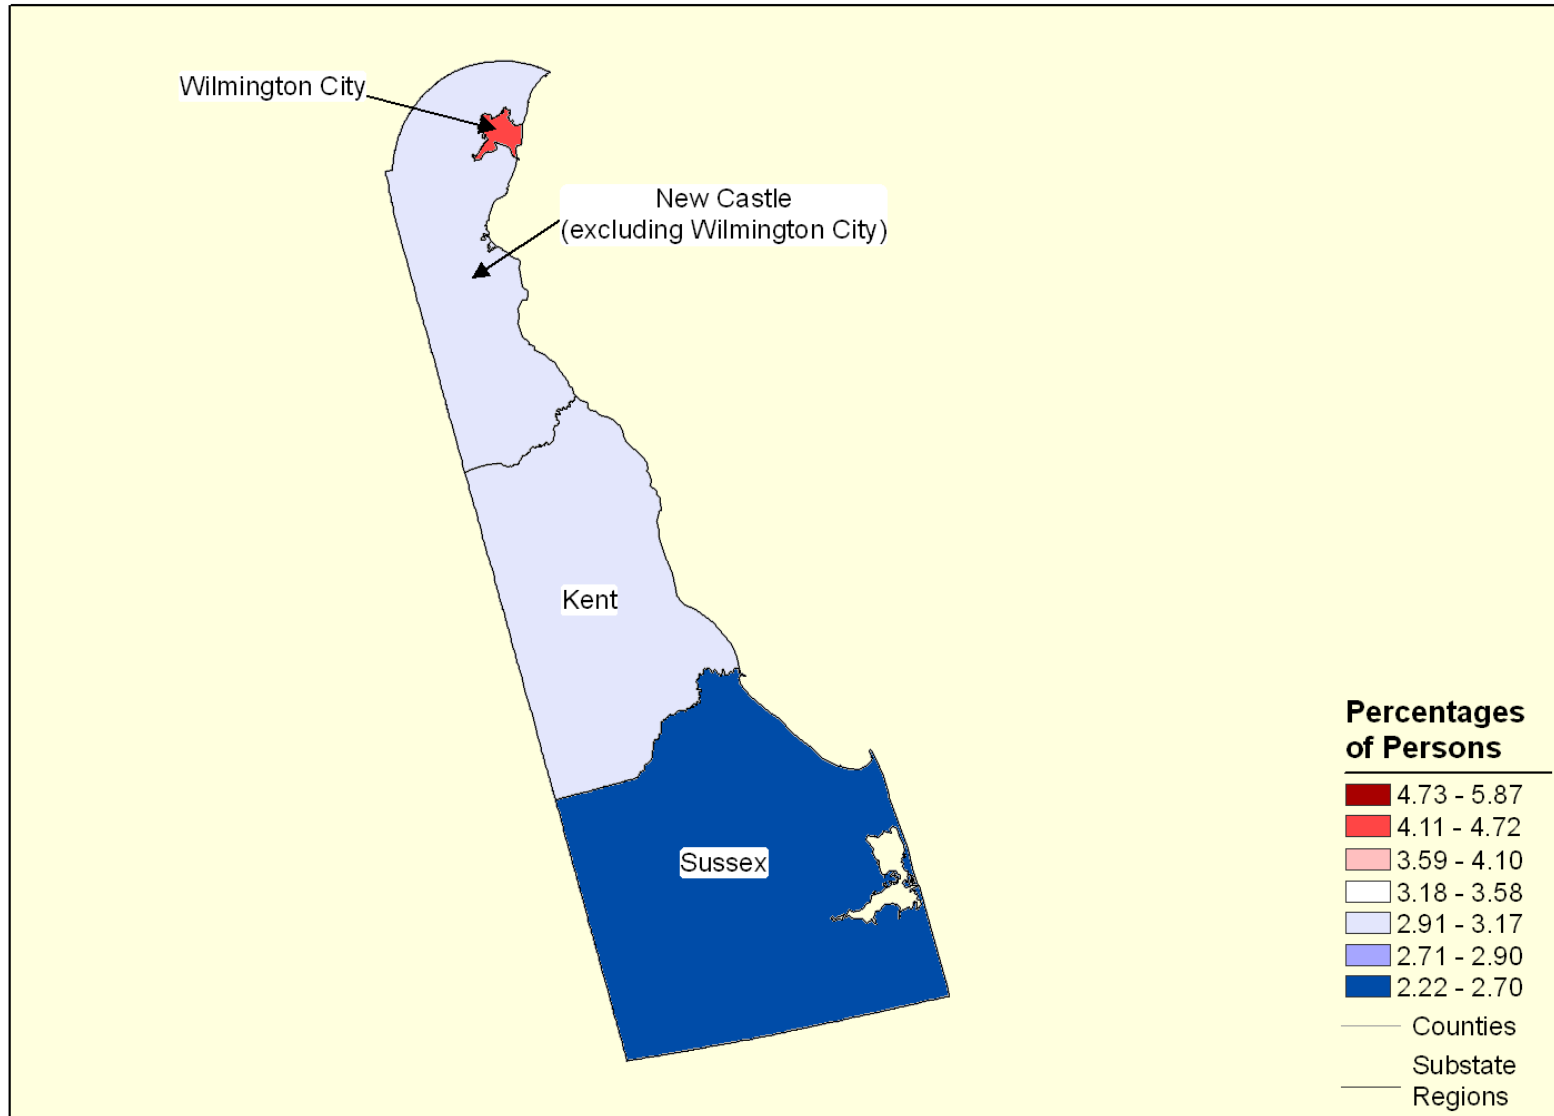 Wilmington City
New Castle
(excluding Wilmington City)
Kent
Sussex
Percentages
of Persons
4.73 - 5.87
4.11 - 4.72
3.59 - 4.10
3.18 - 3.58
2.91 - 3.17
2.71 - 2.90
2.22 - 2.70
Counties
Substate
Regions